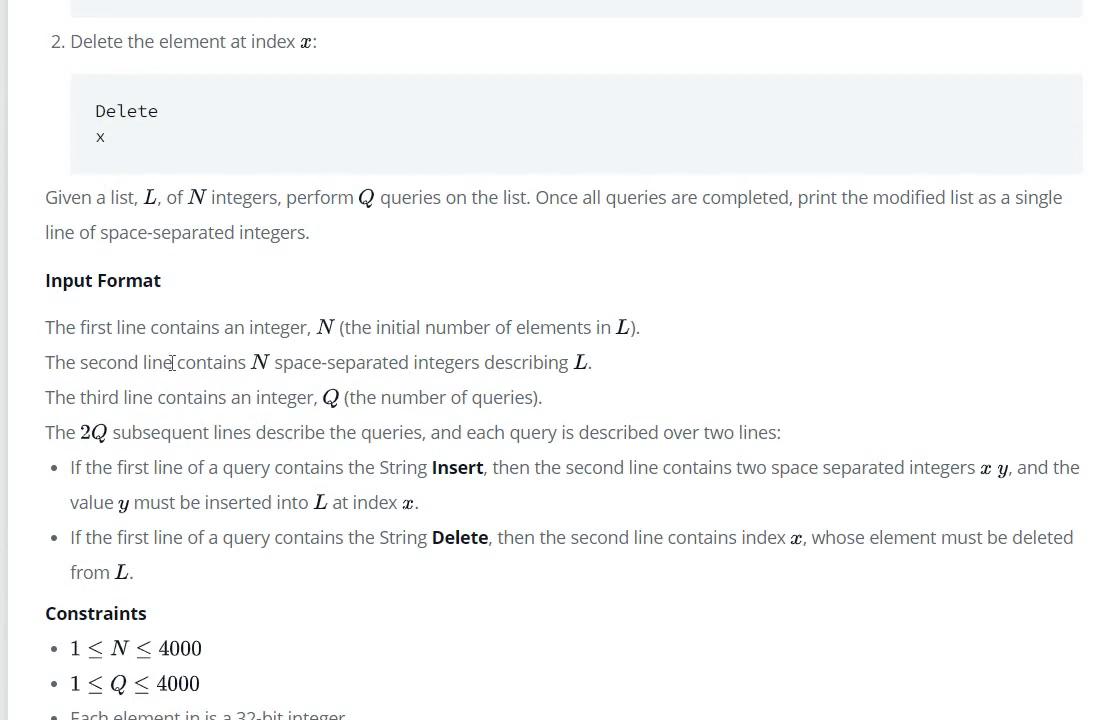 2. Delete the element at index x:
Delete
x
Given a list, L, of N integers, perform Q queries on the list. Once all queries are completed, print the modified list as a single
line of space-separated integers.
Input Format
The first line contains an integer, N (the initial number of elements in L).
The second line contains N space-separated integers describing L.
The third line contains an integer, Q (the number of queries).
The 2Q subsequent lines describe the queries, and each query is described over two lines:
• If the first line of a query contains the String Insert, then the second line contains two space separated integers x y, and the
value y must be inserted into L at index x.
• If the first line of a query contains the String Delete, then the second line contains index x, whose element must be deleted
from L.
Constraints
• 1 ≤ N ≤ 4000
• 1 ≤ Q ≤ 4000
• Each element in is a 32-bit integer